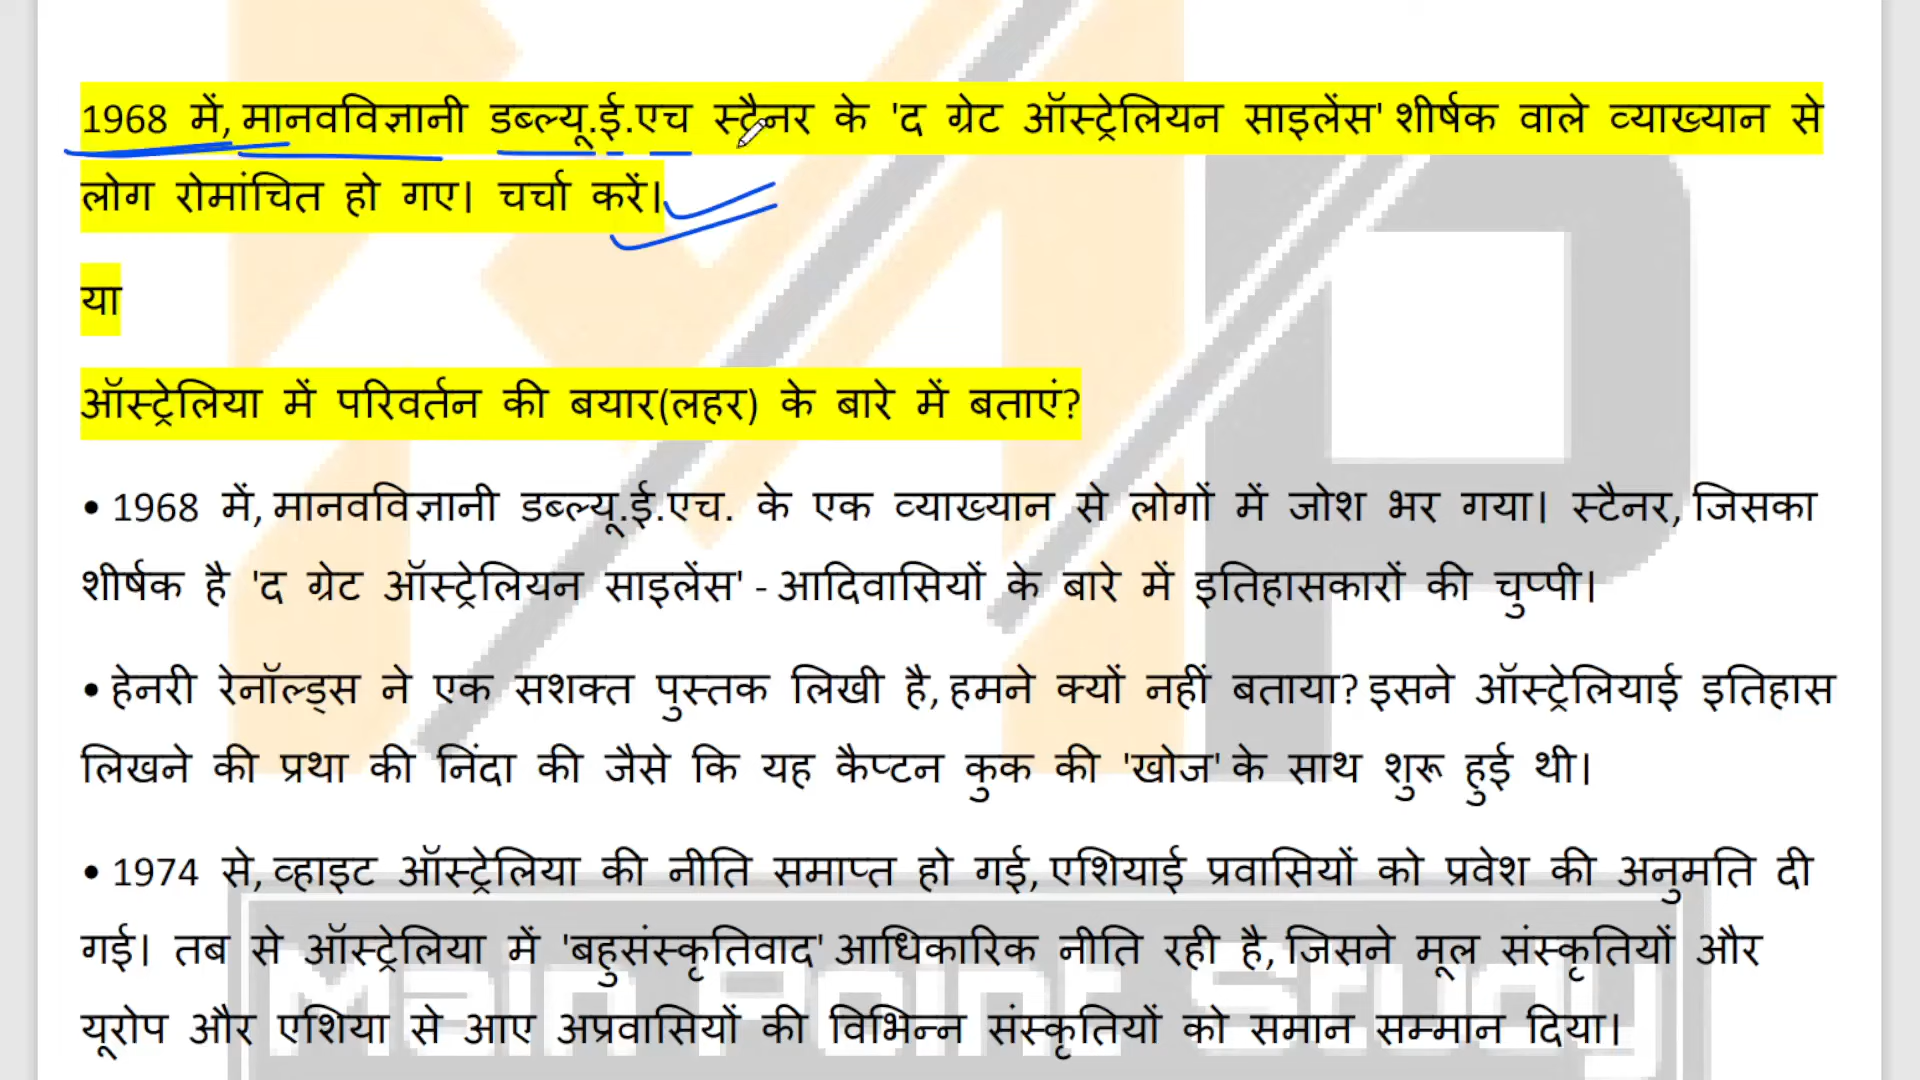 1968 में, मानवविज्ञानी डब्ल्यू.ई.एच स्टैनर के 'द ग्रेट ऑस्ट्रेलियन साइलेंस' शीर्षक वाले व्याख्यान से
लोग रोमांचित हो गए। चर्चा करें।
या
ऑस्ट्रेलिया में परिवर्तन की बयार(लहर) के बारे में बताएं?
• 1968 में, मानवविज्ञानी डब्ल्यू.ई.एच. के एक व्याख्यान से लोगों में जोश भर गया। स्टैनर, जिसका
शीर्षक है 'द ग्रेट ऑस्ट्रेलियन साइलेंस' - आदिवासियों के बारे में इतिहासकारों की चुप्पी।
• हेनरी रेनॉल्ड्स ने एक सशक्त पुस्तक लिखी है, हमने क्यों नहीं बताया? इसने ऑस्ट्रेलियाई इतिहास
लिखने की प्रथा की निंदा की जैसे कि यह कैप्टन कुक की 'खोज' के साथ शुरू हुई थी।
• 1974 से, व्हाइट ऑस्ट्रेलिया की नीति समाप्त हो गई, एशियाई प्रवासियों को प्रवेश की अनुमति दी
गई। तब से ऑस्ट्रेलिया में 'बहुसंस्कृतिवाद' आधिकारिक नीति रही है, जिसने मूल संस्कृतियों और
यूरोप और एशिया से आए अप्रवासियों की विभिन्न संस्कृतियों को समान सम्मान दिया।
Main Point Study